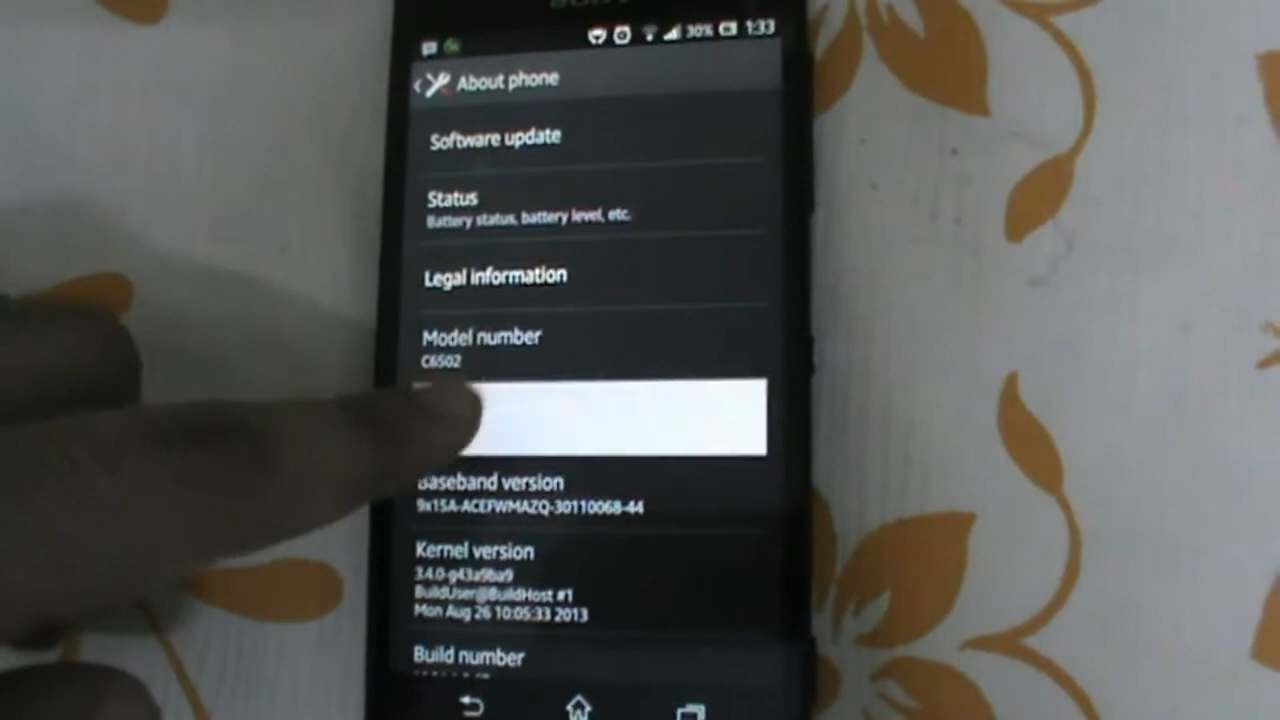 SONY
30% 1:33
About phone
Software update
Status
Battery status, battery level, etc.
Legal information
Model number
C6502
Baseband version
9x15A-ACEFWMAZQ-30110068-44
Kernel version
3.4.0-g43a9ba9
BuildUser@BuildHost #1
Mon Aug 26 10:05:33 2013
Build number